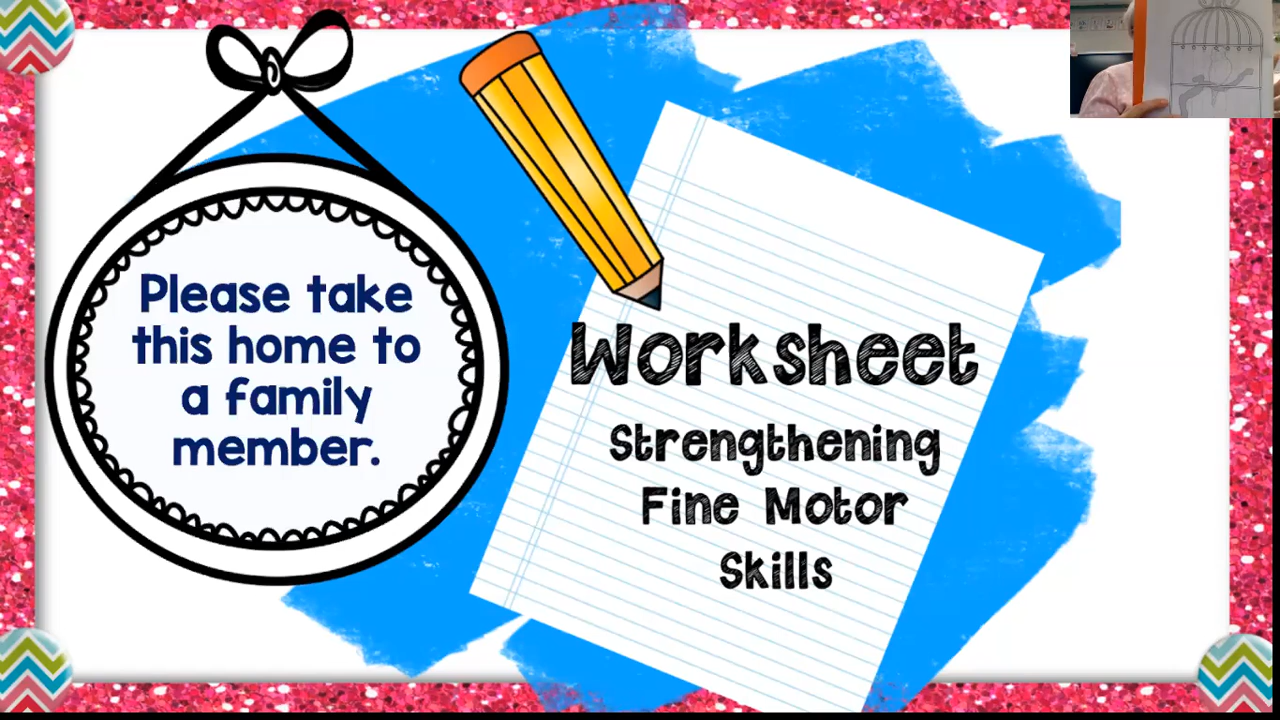 Please take
this home to
a family
member.
Worksheet
Strengthening
Fine Motor
Skills